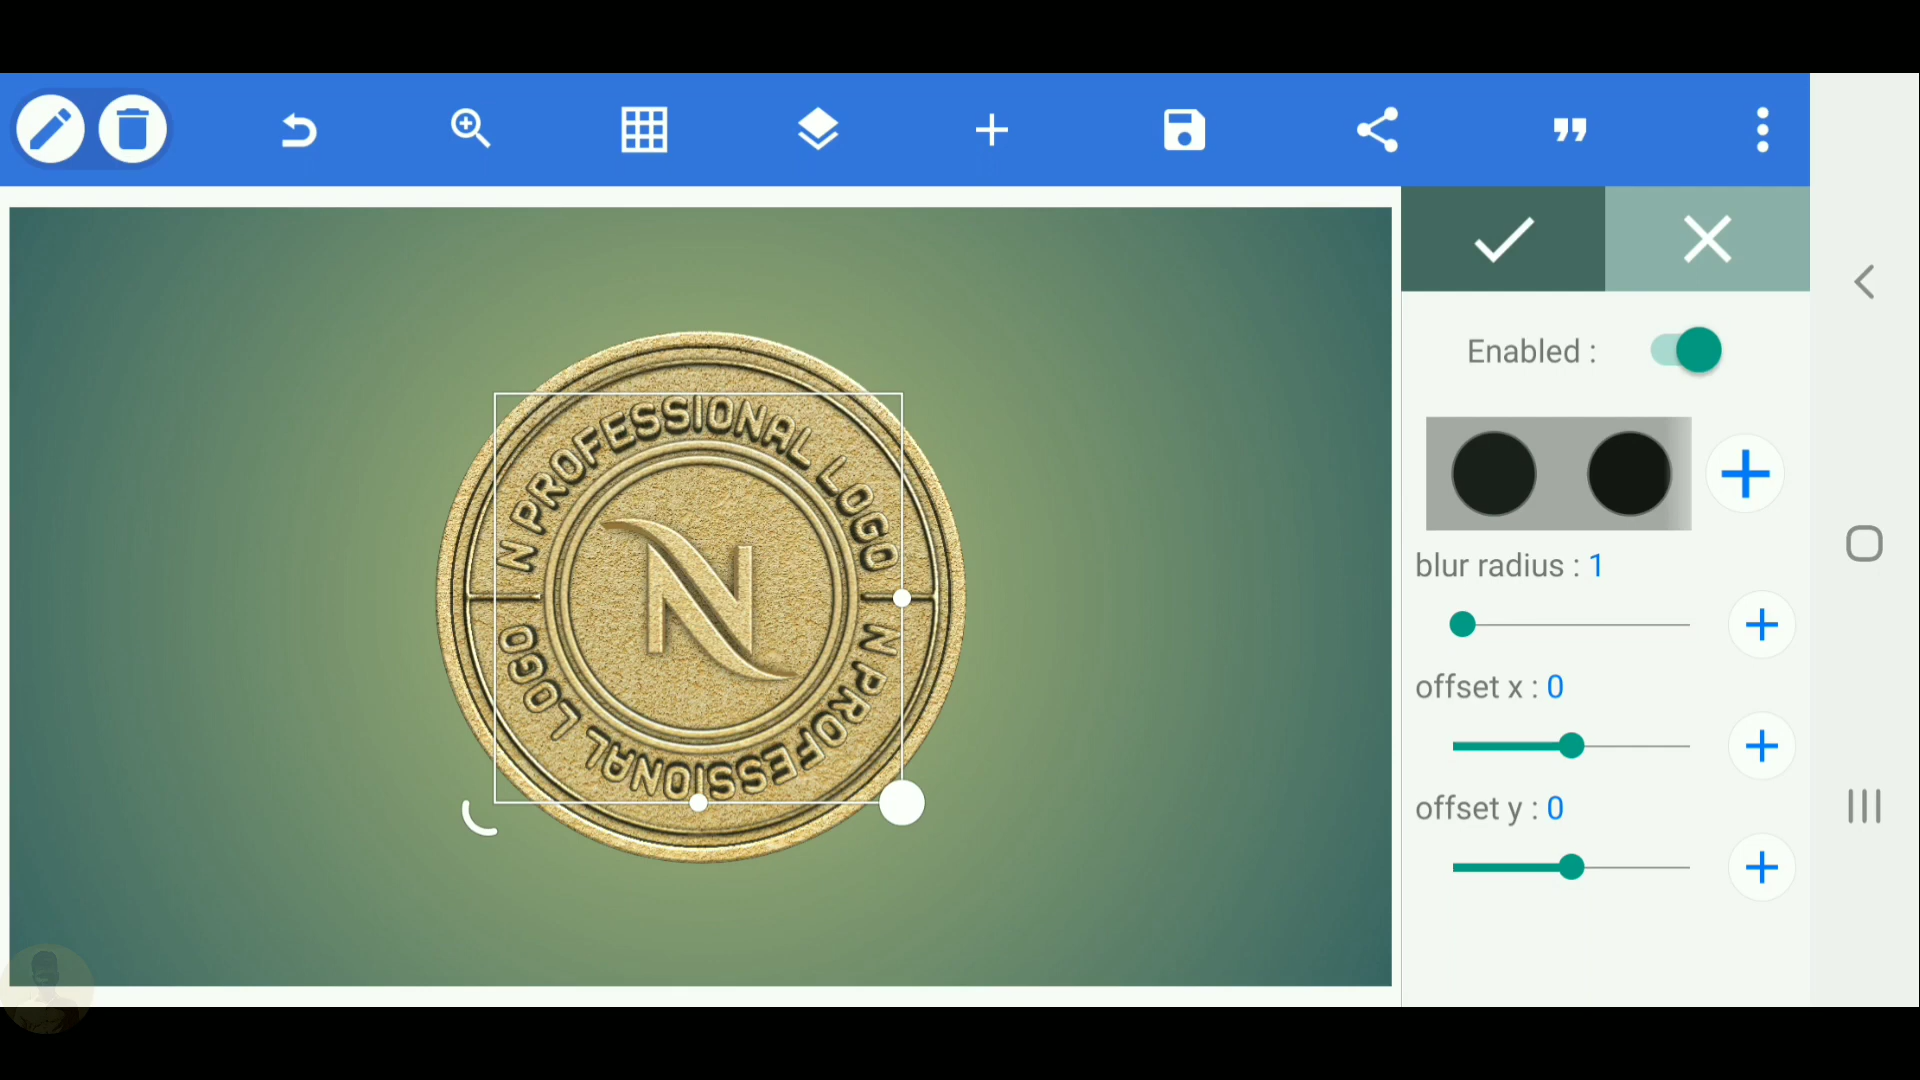 Enabled :
N PROFESSIONAL LOGO
N
N PROFESSIONAL LOGO
blur radius : 1
offset x : 0
offset y : 0